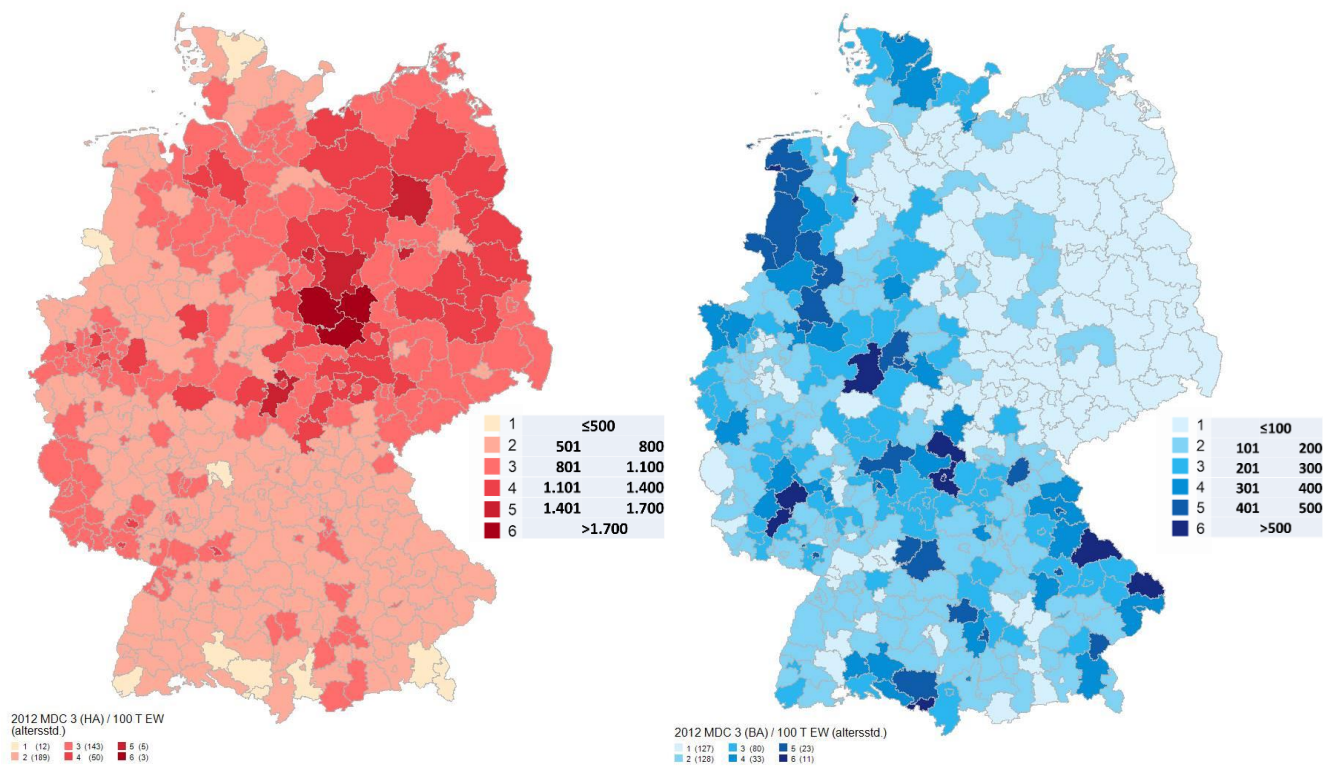 1 ≤500
2 501 800
3 801 1.100
4 1.101 1.400
5 1.401 1.700
6 >1.700
2012 MDC 3 (HA) / 100 T EW
(altersstd.)
1 (12) 3 (143) 5 (5)
2 (189) 4 (50) 6 (3)
1 ≤100
2 101 200
3 201 300
4 301 400
5 401 500
6 >500
2012 MDC 3 (BA) / 100 T EW (altersstd.)
1 (127) 3 (80) 5 (23)
2 (128) 4 (33) 6 (11)